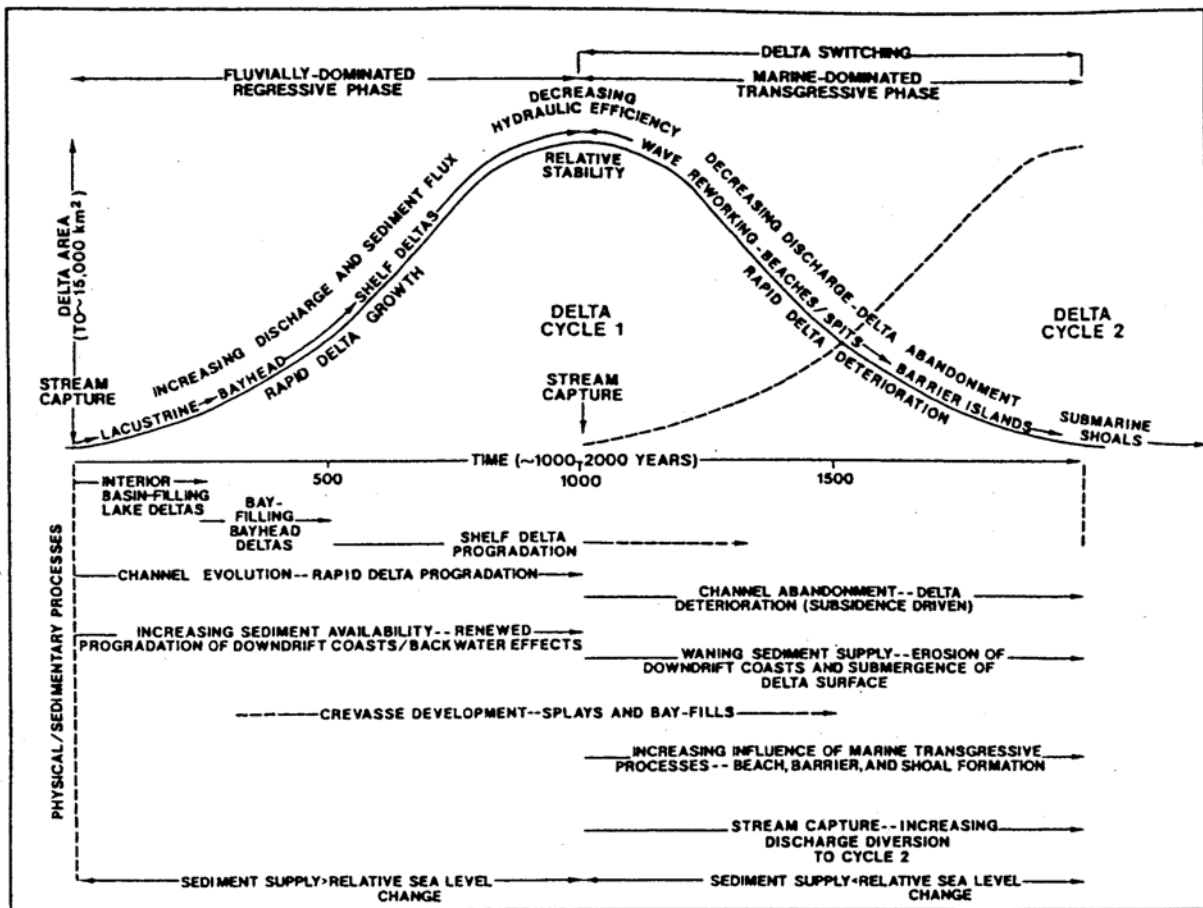 DELTA SWITCHING
FLUVIALLY-DOMINATED
REGRESSIVE PHASE
MARINE-DOMINATED
TRANSGRESSIVE PHASE
DECREASING
HYDRAULIC EFFICIENCY
RELATIVE
STABILITY
DELTA AREA
(TO~15,000 km²)
INCREASING DISCHARGE AND SEDIMENT FLUX
LACUSTRINE BAYHEAD SHELF DELTAS
RAPID DELTA GROWTH
DECREASING DISCHARGE-DELTA ABANDONMENT
WAVE REWORKING-BEACHES/SPITS BARRIER ISLANDS SUBMARINE
SHOALS
RAPID DELTA DETERIORATION
DELTA
CYCLE 1
DELTA
CYCLE 2
STREAM
CAPTURE
STREAM
CAPTURE
TIME (~1000-2000 YEARS)
500
1000
1500
PHYSICAL/SEDIMENTARY PROCESSES
INTERIOR
BASIN-FILLING
LAKE DELTAS
BAY-
FILLING
BAYHEAD
DELTAS
SHELF DELTA
PROGRADATION
CHANNEL EVOLUTION--RAPID DELTA PROGRADATION
CHANNEL ABANDONMENT--DELTA
DETERIORATION (SUBSIDENCE DRIVEN)
INCREASING SEDIMENT AVAILABILITY--RENEWED
PROGRADATION OF DOWNDRIFT COASTS/BACKWATER EFFECTS
WANING SEDIMENT SUPPLY--EROSION OF
DOWNDRIFT COASTS AND SUBMERGENCE OF
DELTA SURFACE
CREVASSE DEVELOPMENT--SPLAYS AND BAY-FILLS
INCREASING INFLUENCE OF MARINE TRANSGRESSIVE
PROCESSES--BEACH, BARRIER, AND SHOAL FORMATION
STREAM CAPTURE--INCREASING
DISCHARGE DIVERSION
TO CYCLE 2
SEDIMENT SUPPLY>RELATIVE SEA LEVEL
CHANGE
SEDIMENT SUPPLY<RELATIVE SEA LEVEL
CHANGE